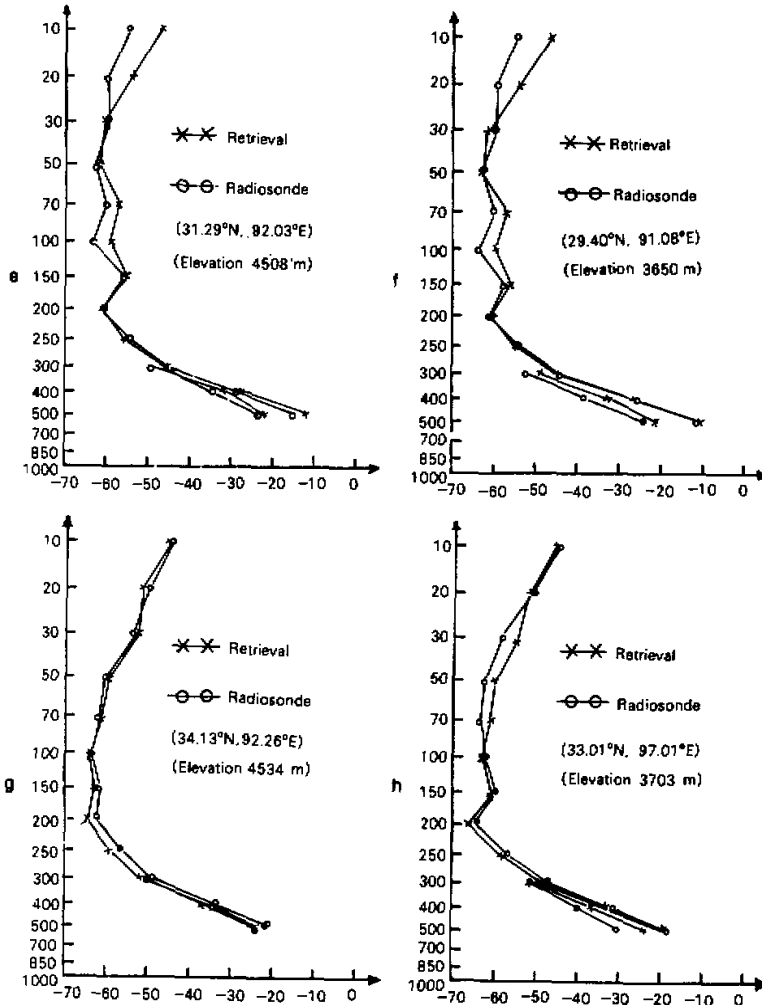 10
20
30
50
70
100
150
200
250
300
400
500
700
850
1000
e
-70 -60 -50 -40 -30 -20 -10 0
Retrieval
Radiosonde
(31.29°N, 92.03°E)
(Elevation 4508 m)
10
20
30
50
70
100
150
200
250
300
400
500
700
850
1000
f
-70 -60 -50 -40 -30 -20 -10 0
Retrieval
Radiosonde
(29.40°N, 91.08°E)
(Elevation 3650 m)
10
20
30
50
70
100
150
200
250
300
400
500
700
850
1000
g
-70 -60 -50 -40 -30 -20 -10 0
Retrieval
Radiosonde
(34.13°N, 92.26°E)
(Elevation 4534 m)
10
20
30
50
70
100
150
200
250
300
400
500
700
850
1000
h
-70 -60 -50 -40 -30 -20 -10 0
Retrieval
Radiosonde
(33.01°N, 97.01°E)
(Elevation 3703 m)